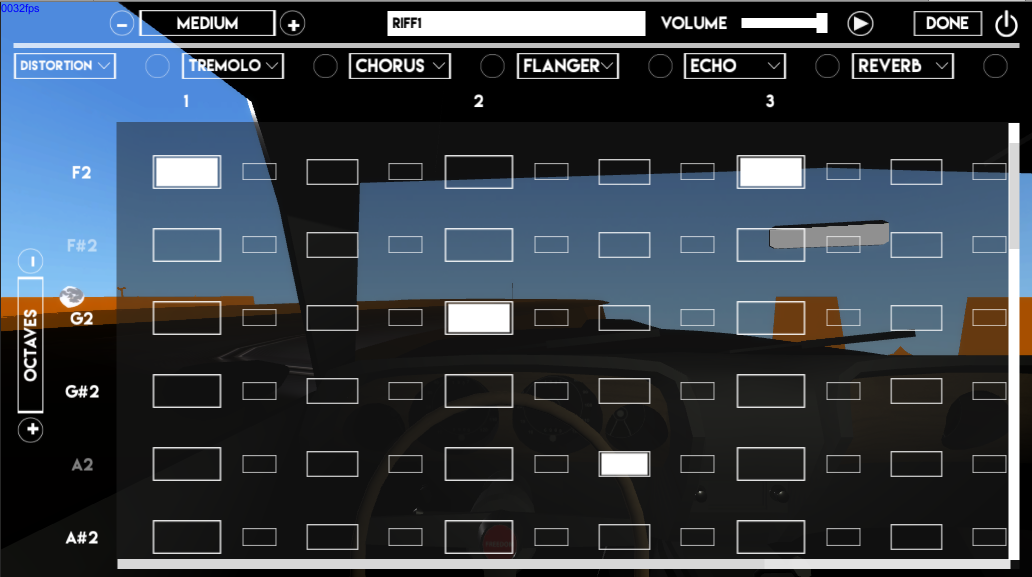 0032fps
MEDIUM RIFF1 VOLUME DONE
DISTORTION TREMOLO CHORUS FLANGER ECHO REVERB
1 2 3
F2
F#2
G2
OCTAVES
G#2
A2
A#2